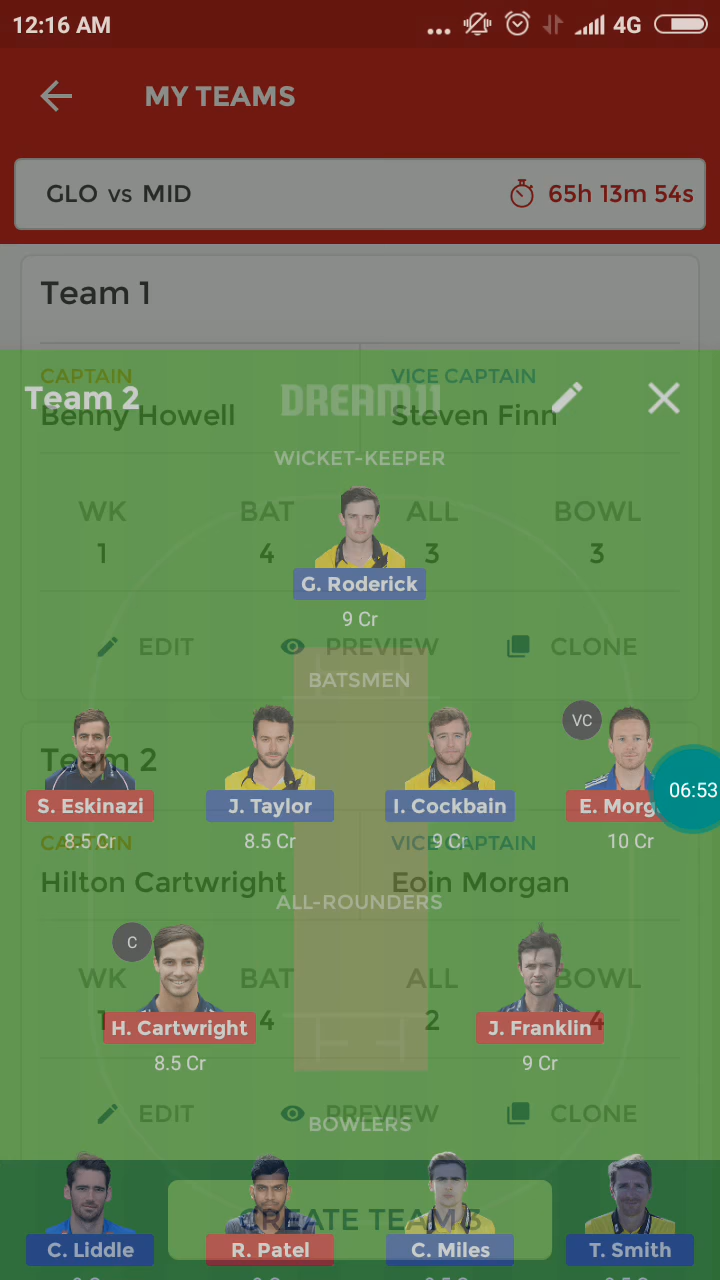 12:16 AM
4G
MY TEAMS
GLO vs MID
65h 13m 54s
Team 1
CAPTAIN
VICE CAPTAIN
Team 2
DREAM11
Benny Howell
Steven Finn
WICKET-KEEPER
WK
BAT
ALL
BOWL
1
4
3
3
G. Roderick
9 Cr
EDIT
PREVIEW
CLONE
BATSMEN
VC
Team 2
06:53
S. Eskinazi
J. Taylor
I. Cockbain
E. Morg
CAPTAIN
8.5 Cr
8.5 Cr
VICE CAPTAIN
9 Cr
10 Cr
Hilton Cartwright
Eoin Morgan
ALL-ROUNDERS
C
WK
BAT
ALL
BOWL
1
4
2
4
H. Cartwright
J. Franklin
8.5 Cr
9 Cr
EDIT
PREVIEW
CLONE
BOWLERS
CREATE TEAM 3
C. Liddle
R. Patel
C. Miles
T. Smith